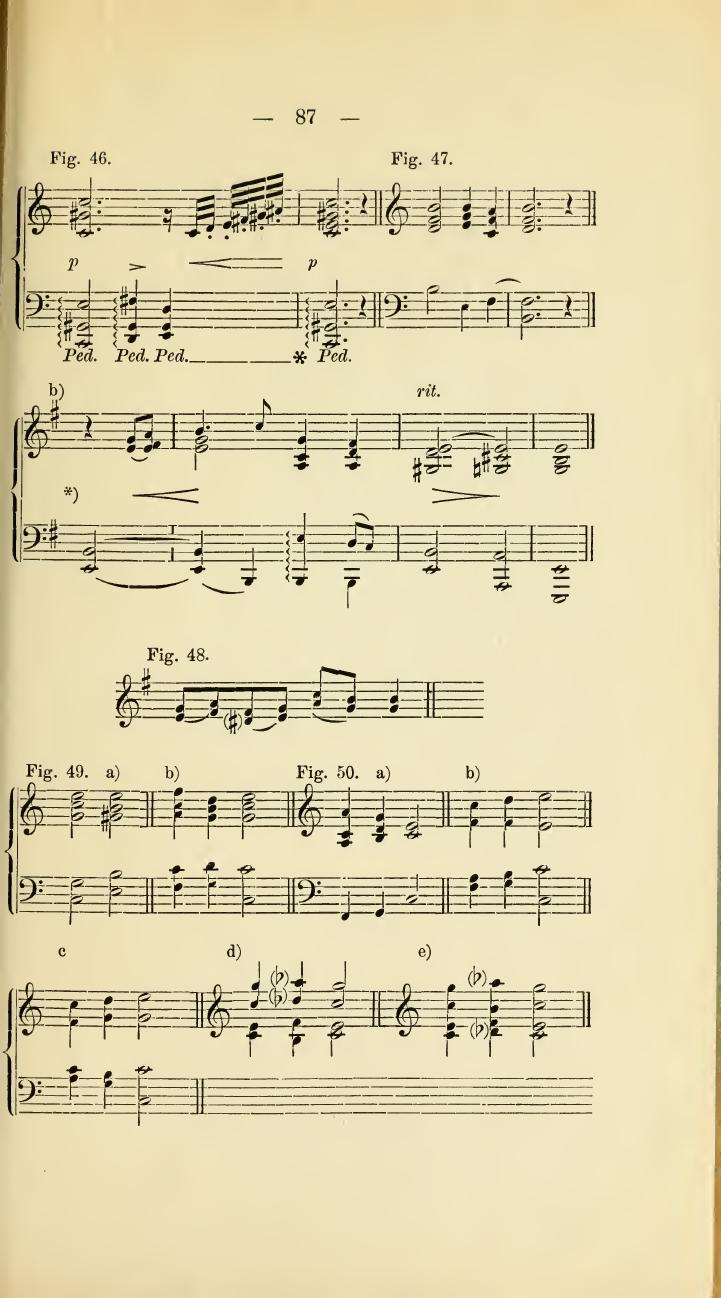 — 87 —
Fig. 46. Fig. 47.
p > p
Ped. Ped. Ped. * Ped.
b) rit.
*)
Fig. 48.
Fig. 49. a) b) Fig. 50. a) b)
c d) e)